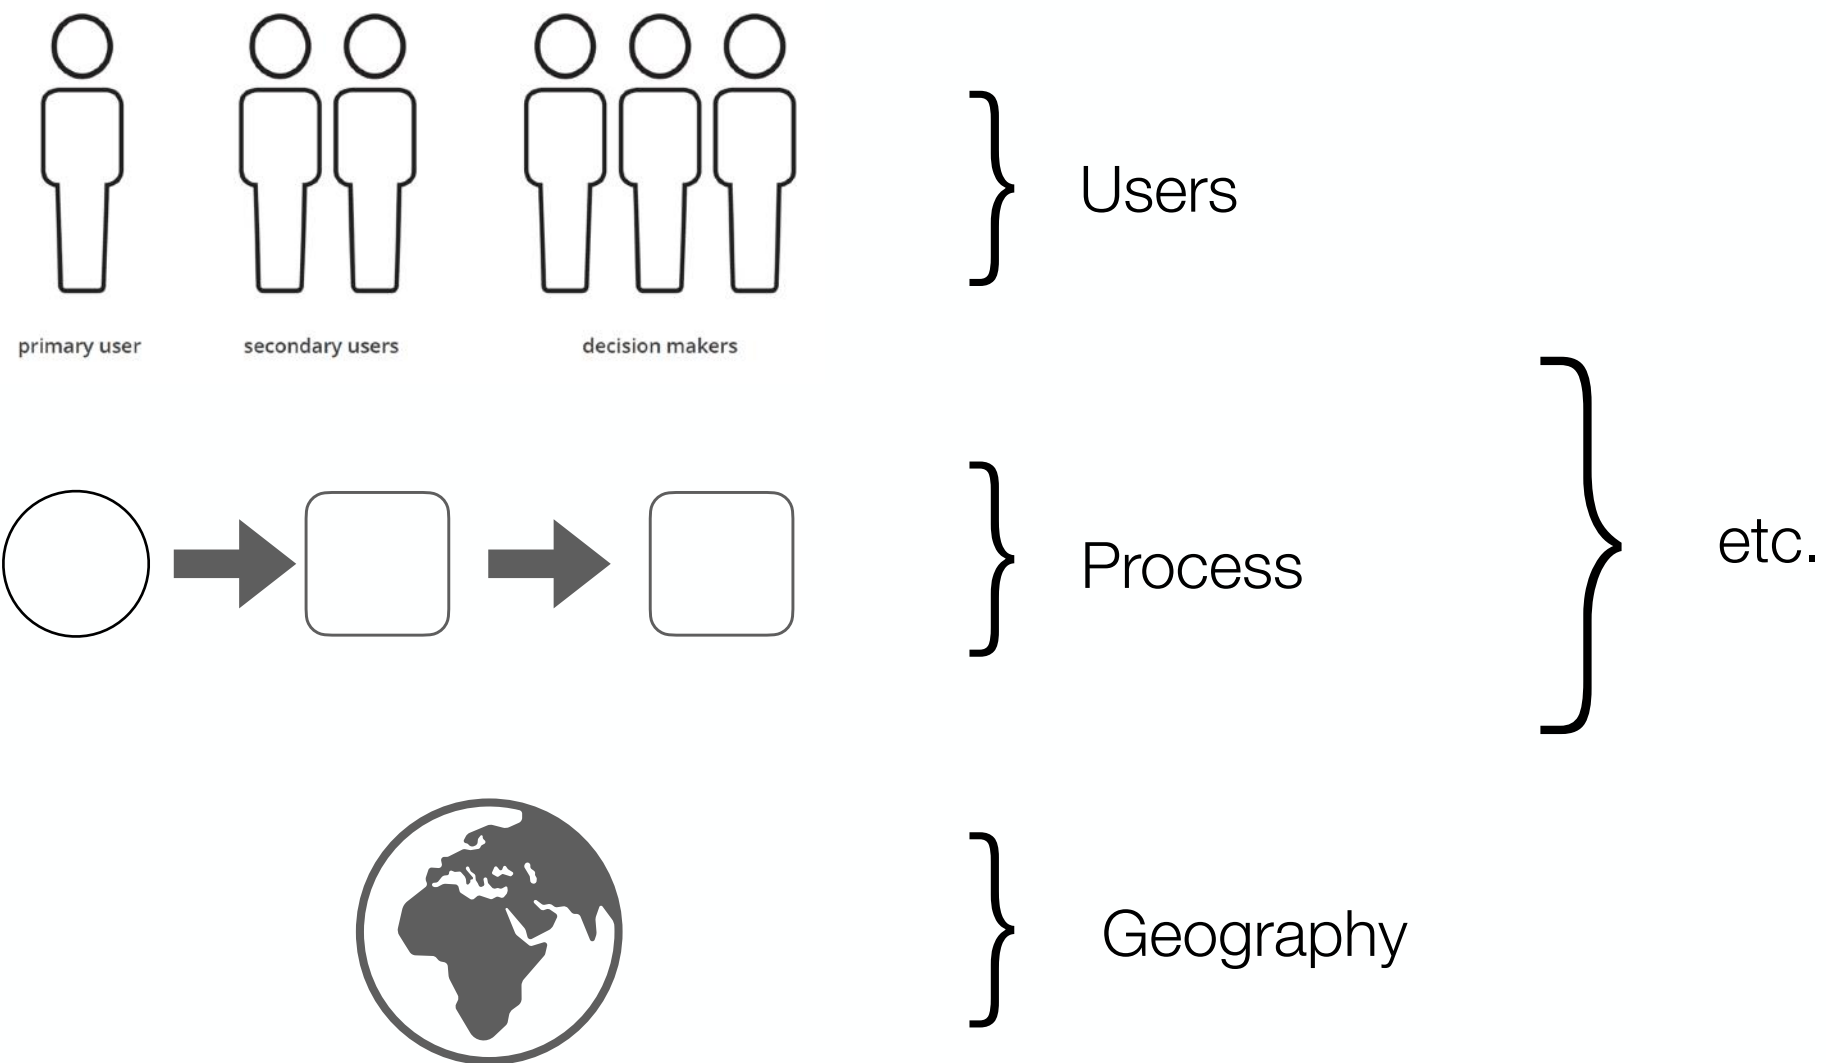 Users
primary user
secondary users
decision makers
Process
etc.
Geography